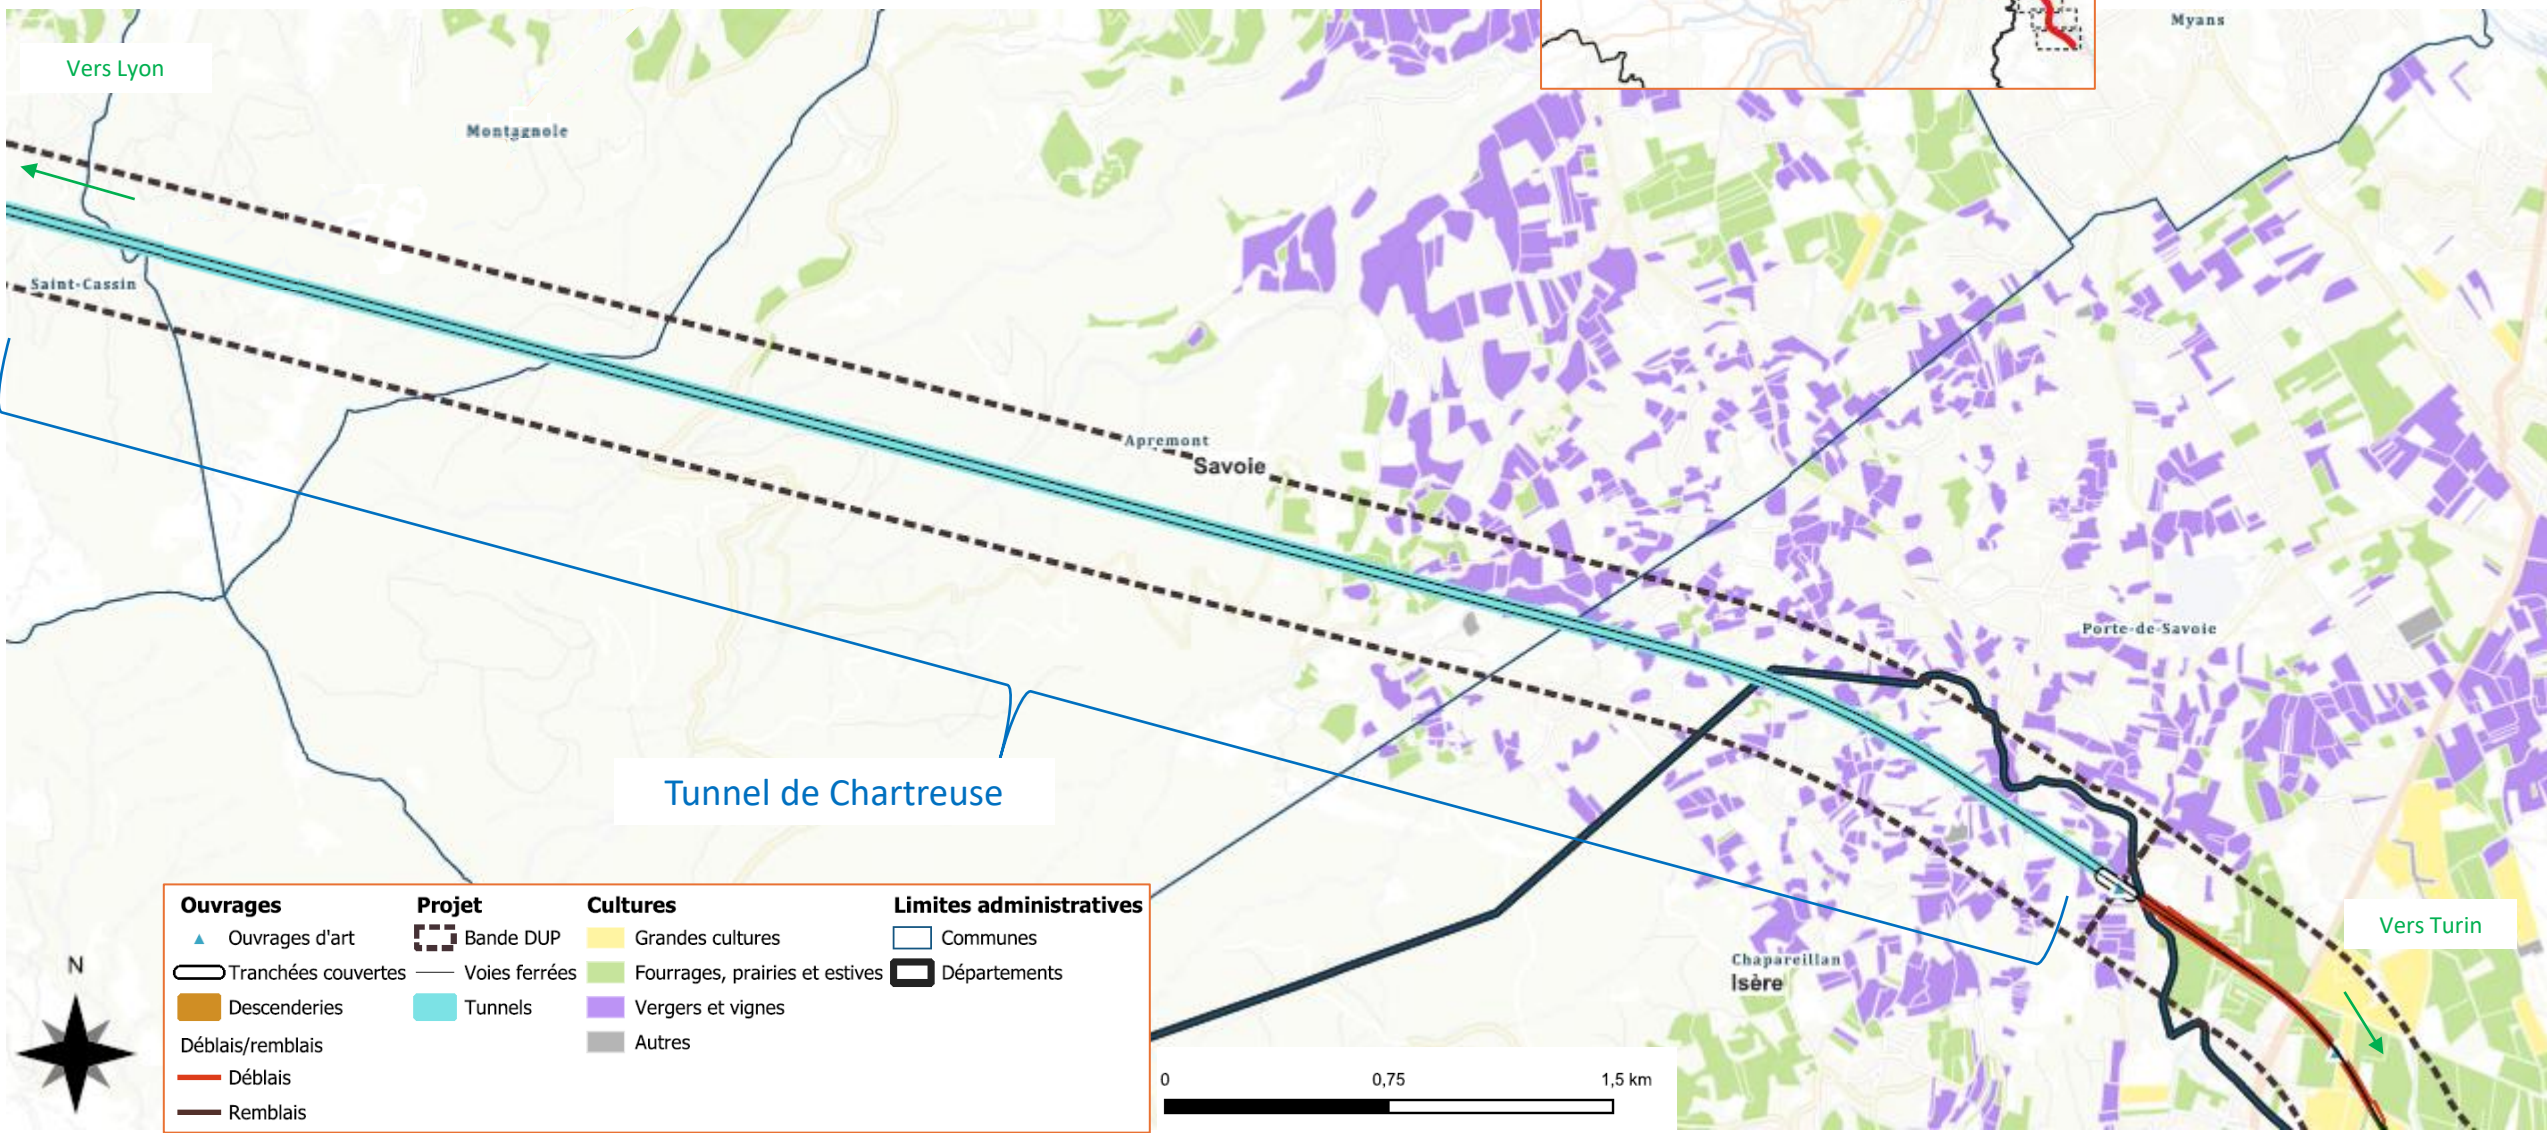 Myans
Vers Lyon
Montagnole
Saint-Cassin
Apremont
Savoie
Porte-de-Savoie
Tunnel de Chartreuse
Vers Turin
Chapareillan
Isère
Ouvrages
Ouvrages d'art
Tranchées couvertes
Descenderies
Déblais/remblais
Déblais
Remblais
Projet
Bande DUP
Voies ferrées
Tunnels
Cultures
Grandes cultures
Fourrages, prairies et estives
Vergers et vignes
Autres
Limites administratives
Communes
Départements
N
0 0,75 1,5 km